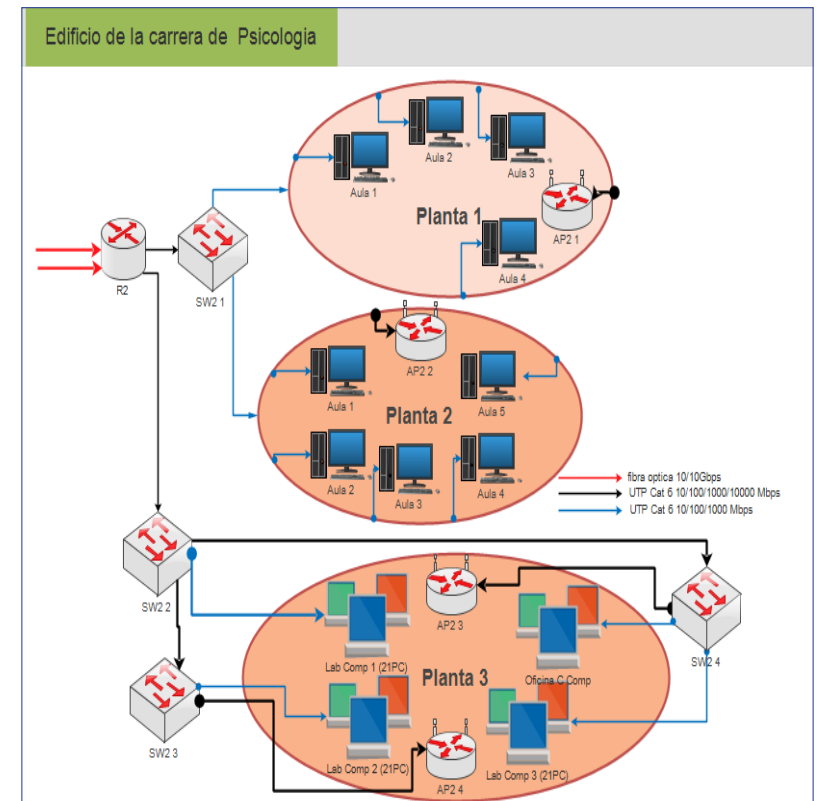 Edificio de la carrera de Psicologia
Aula 1
Aula 2
Aula 3
Planta 1
AP2 1
Aula 4
R2
SW2 1
AP2 2
Aula 1
Aula 5
Planta 2
Aula 2
Aula 3
Aula 4
fibra optica 10/10Gbps
UTP Cat 6 10/100/1000/10000 Mbps
UTP Cat 6 10/100/1000 Mbps
SW2 2
AP2 3
SW2 4
Lab Comp 1 (21PC)
Planta 3
Oficina C Comp
SW2 3
Lab Comp 2 (21PC)
AP2 4
Lab Comp 3 (21PC)